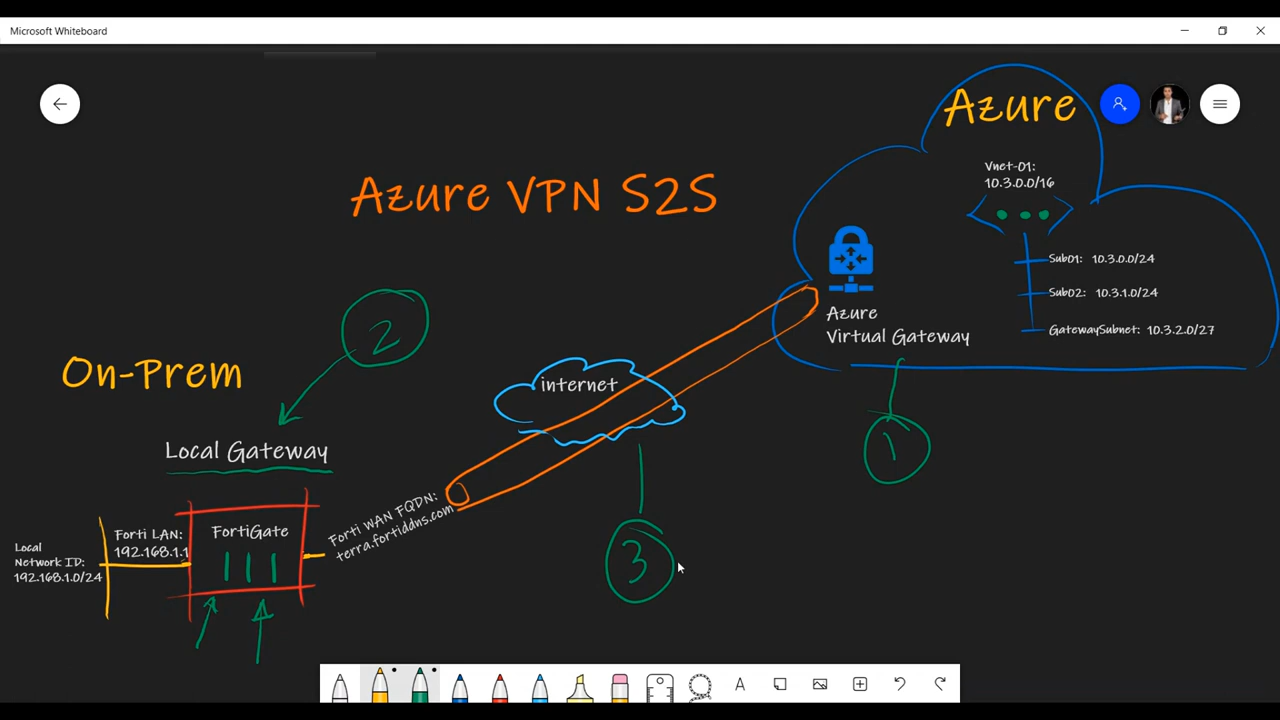 Microsoft Whiteboard
Azure
Azure VPN S2S
Vnet-01:
10.3.0.0/16
Sub01: 10.3.0.0/24
Sub02: 10.3.1.0/24
GatewaySubnet: 10.3.2.0/27
Azure
Virtual Gateway
1
2
internet
On-Prem
Local Gateway
3
Forti WAN FQDN:
terra.fortiddns.com
FortiGate
Forti LAN:
192.168.1.1
Local
Network ID:
192.168.1.0/24
A